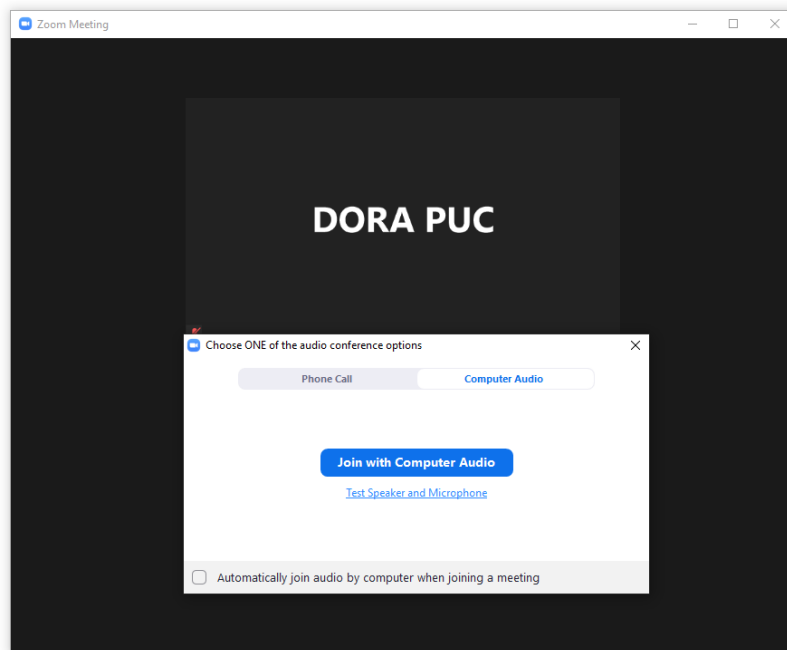 Zoom Meeting
DORA PUC
Choose ONE of the audio conference options
Phone Call
Computer Audio
Join with Computer Audio
Test Speaker and Microphone
Automatically join audio by computer when joining a meeting